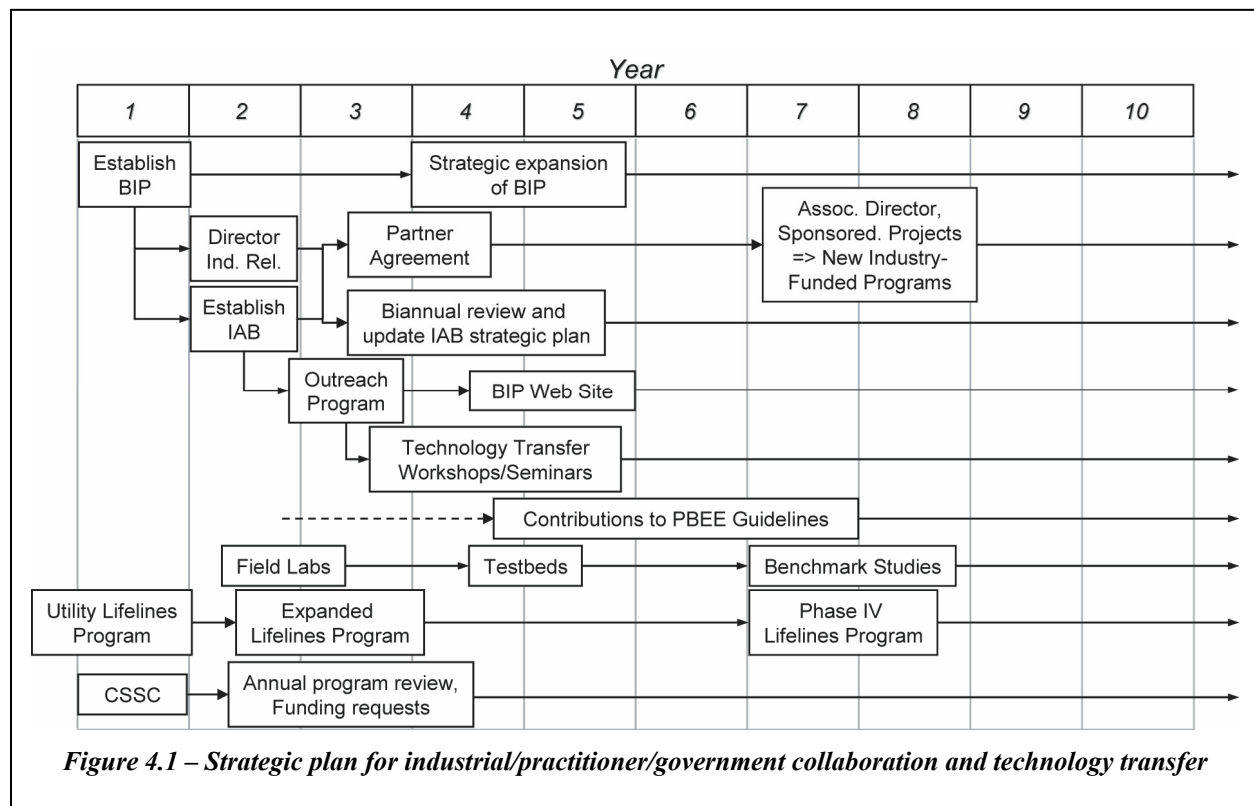 Year
1 2 3 4 5 6 7 8 9 10
Establish
BIP
Strategic expansion
of BIP
Director
Ind. Rel.
Partner
Agreement
Assoc. Director,
Sponsored. Projects
=> New Industry-
Funded Programs
Establish
IAB
Biannual review and
update IAB strategic plan
Outreach
Program
BIP Web Site
Technology Transfer
Workshops/Seminars
Contributions to PBEE Guidelines
Field Labs
Testbeds
Benchmark Studies
Utility Lifelines
Program
Expanded
Lifelines Program
Phase IV
Lifelines Program
CSSC
Annual program review,
Funding requests
Figure 4.1 – Strategic plan for industrial/practitioner/government collaboration and technology transfer